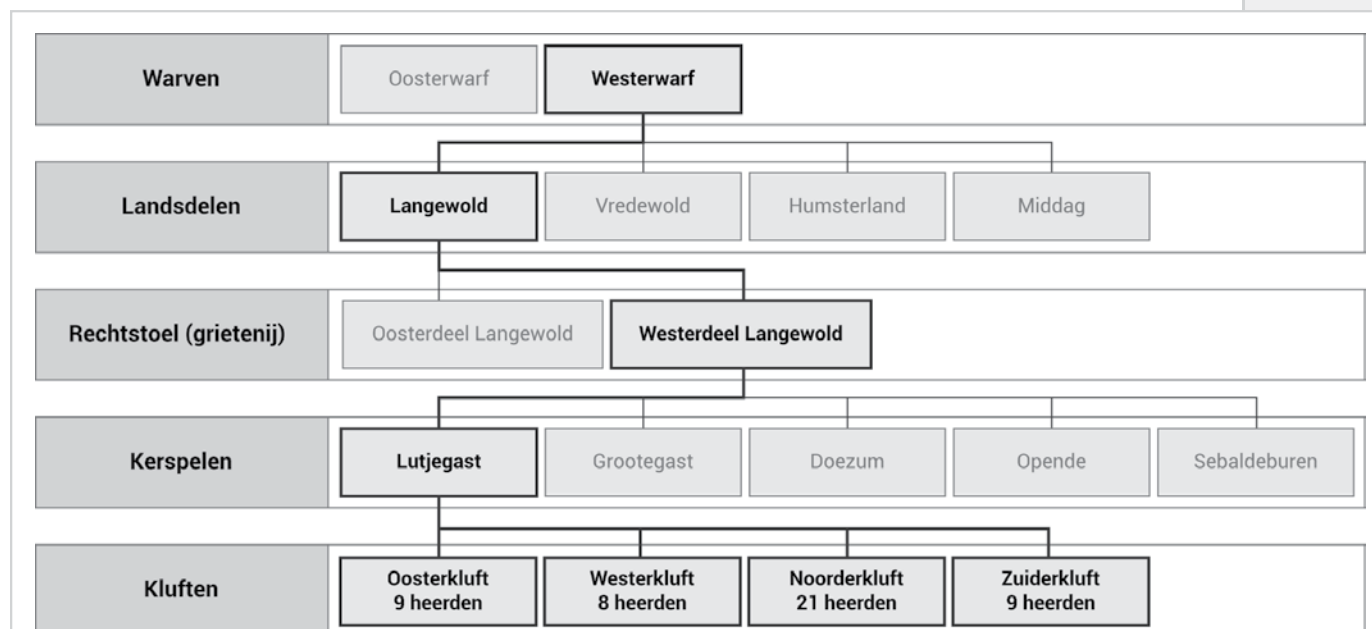 Warven
Oosterwarf
Westerwarf
Landsdelen
Langewold
Vredewold
Humsterland
Middag
Rechtstoel (grietenij)
Oosterdeel Langewold
Westerdeel Langewold
Kerspelen
Lutjegast
Grootegast
Doezum
Opende
Sebaldeburen
Kluften
Oosterkluft
9 heerden
Westerkluft
8 heerden
Noorderkluft
21 heerden
Zuiderkluft
9 heerden